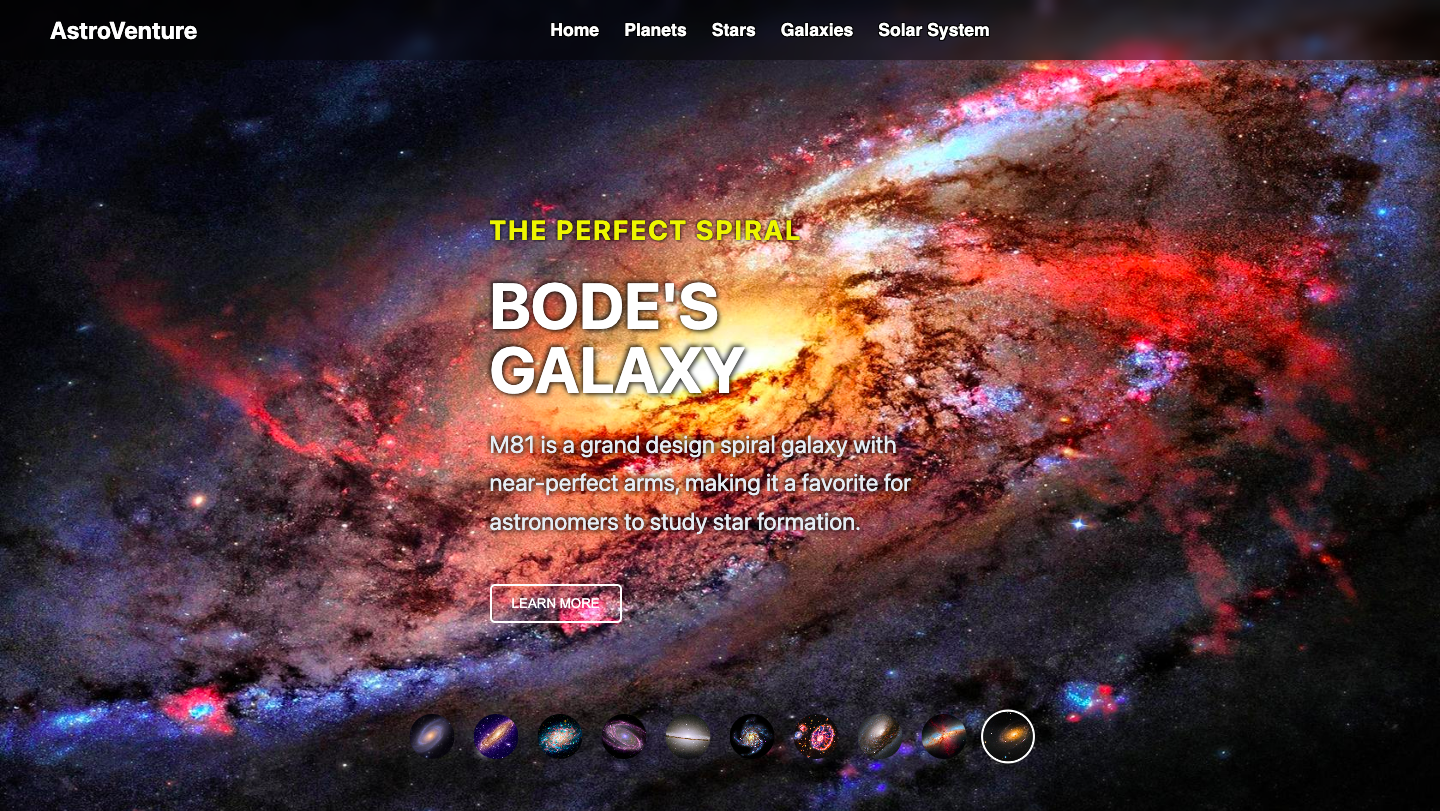 AstroVenture
Home Planets Stars Galaxies Solar System
THE PERFECT SPIRAL
BODE'S
GALAXY
M81 is a grand design spiral galaxy with
near-perfect arms, making it a favorite for
astronomers to study star formation.
LEARN MORE